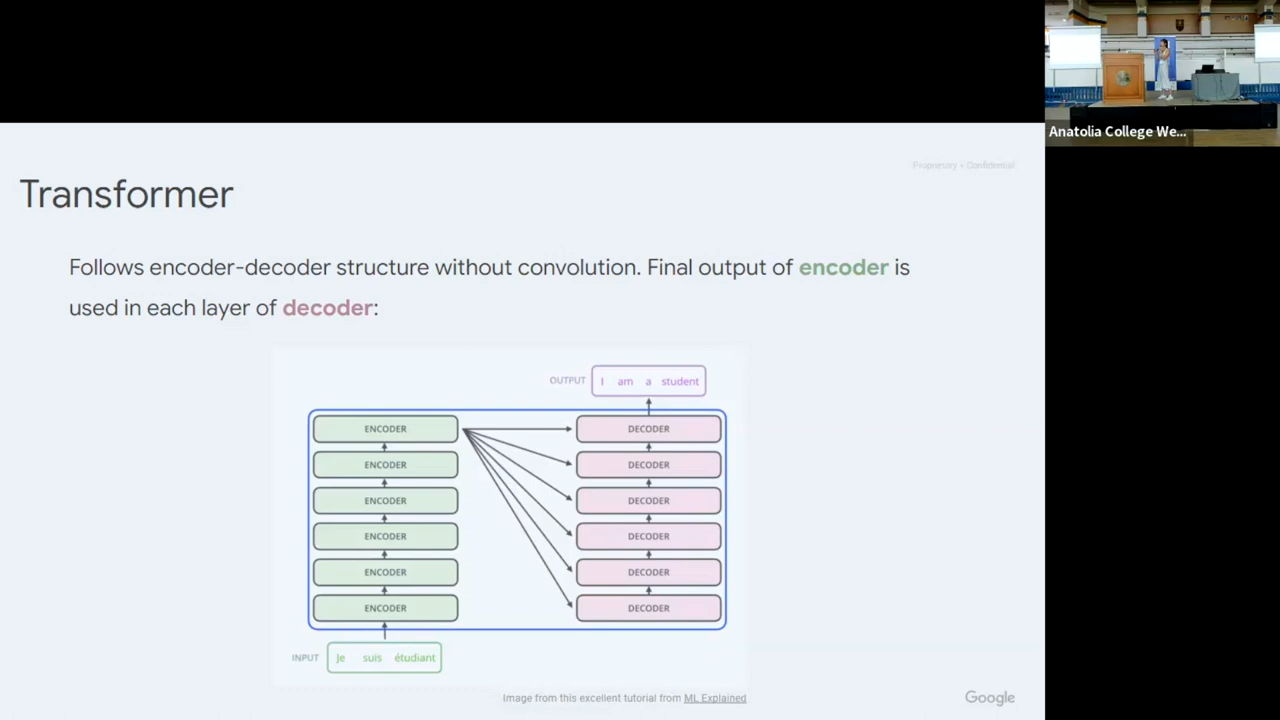 Anatolia College We...
Proprietary + Confidential
Transformer
Follows encoder-decoder structure without convolution. Final output of encoder is
used in each layer of decoder:
OUTPUT I am a student
ENCODER DECODER
ENCODER DECODER
ENCODER DECODER
ENCODER DECODER
ENCODER DECODER
ENCODER DECODER
INPUT Je suis étudiant
Image from this excellent tutorial from ML Explained
Google